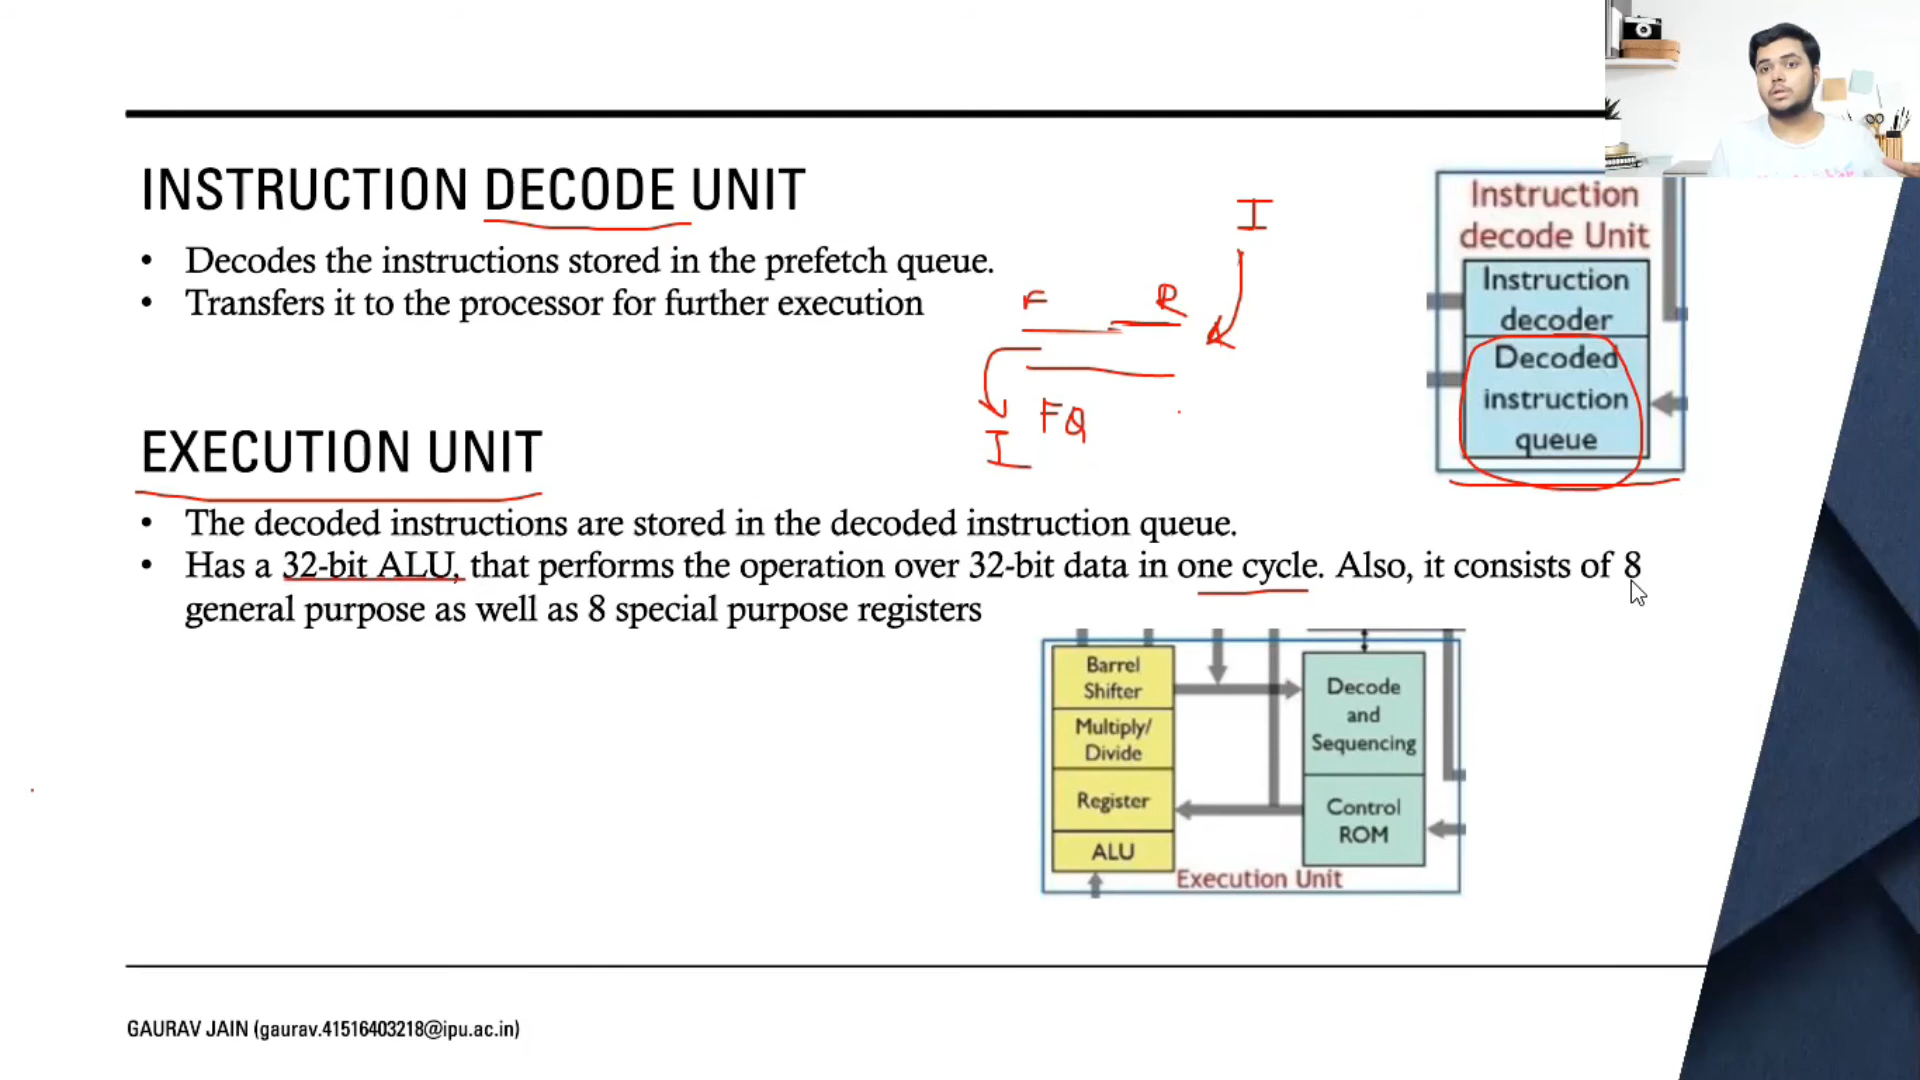 INSTRUCTION DECODE UNIT
• Decodes the instructions stored in the prefetch queue.
• Transfers it to the processor for further execution
I
F R
FQ
I
Instruction
decode Unit
Instruction
decoder
Decoded
instruction
queue
EXECUTION UNIT
• The decoded instructions are stored in the decoded instruction queue.
• Has a 32-bit ALU, that performs the operation over 32-bit data in one cycle. Also, it consists of 8
general purpose as well as 8 special purpose registers
Barrel
Shifter
Multiply/
Divide
Register
ALU
Decode
and
Sequencing
Control
ROM
Execution Unit
GAURAV JAIN (gaurav.41516403218@ipu.ac.in)